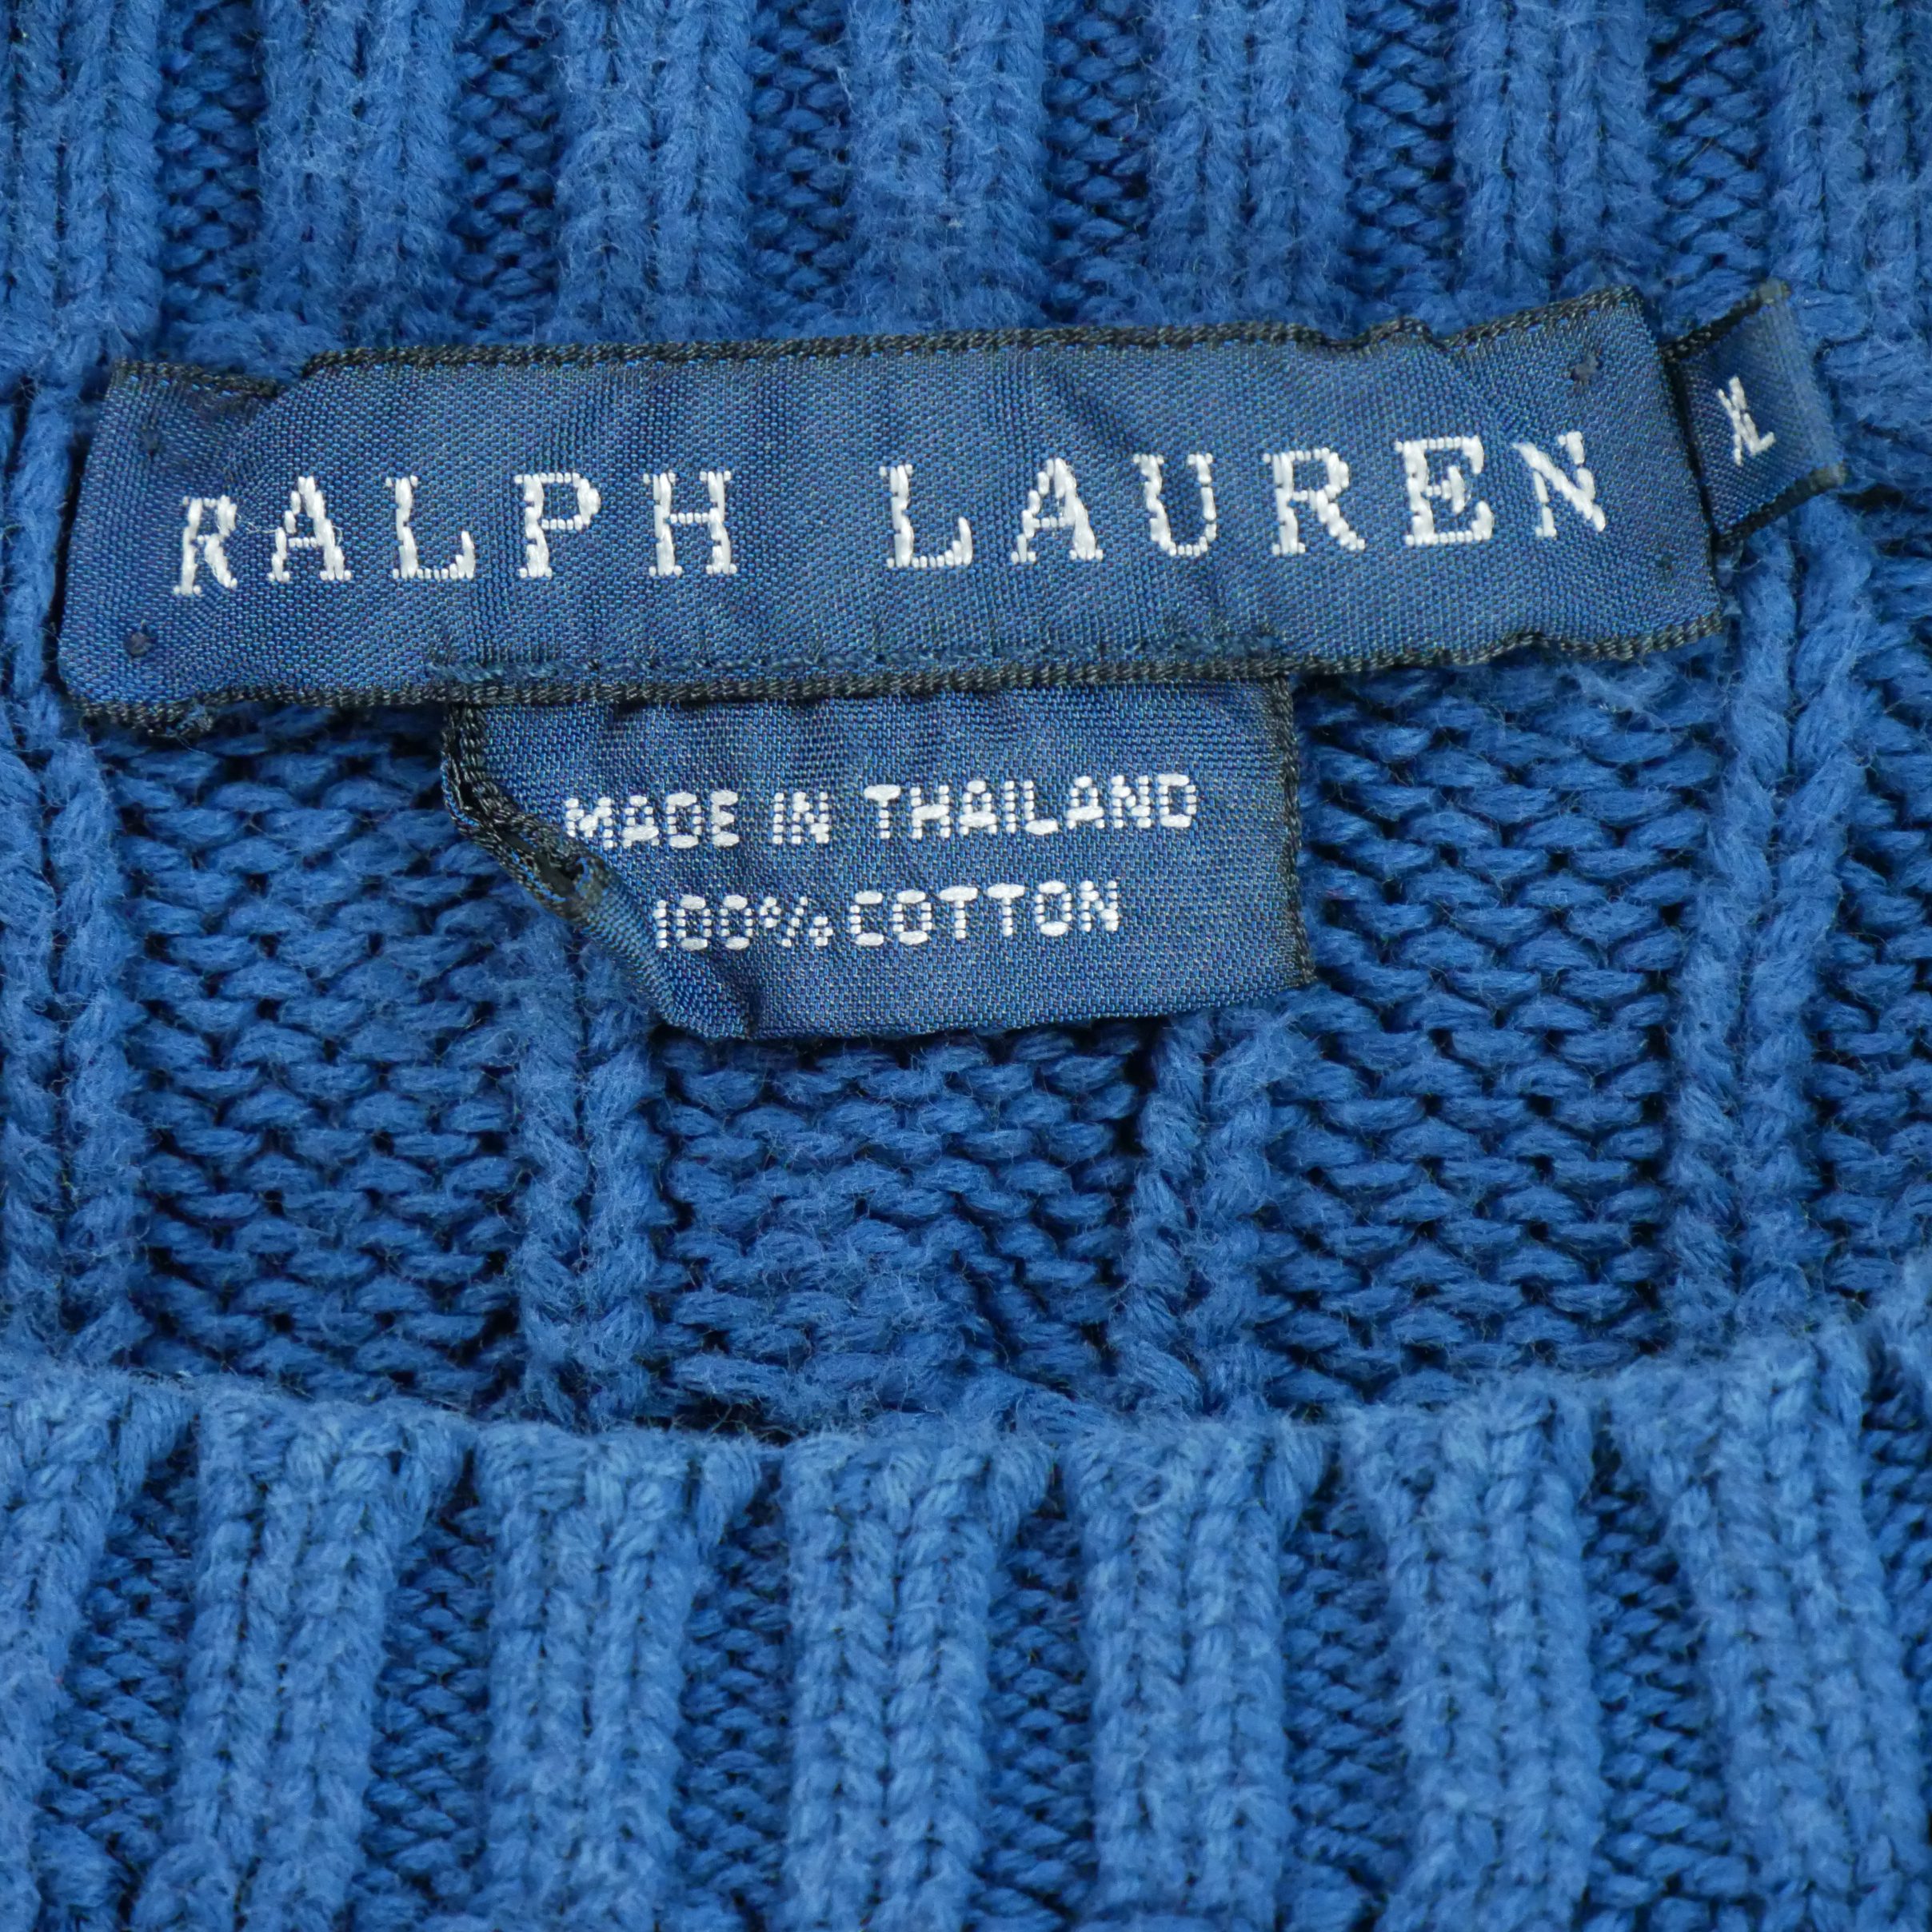 RALPH LAUREN
XL
MADE IN THAILAND
100% COTTON